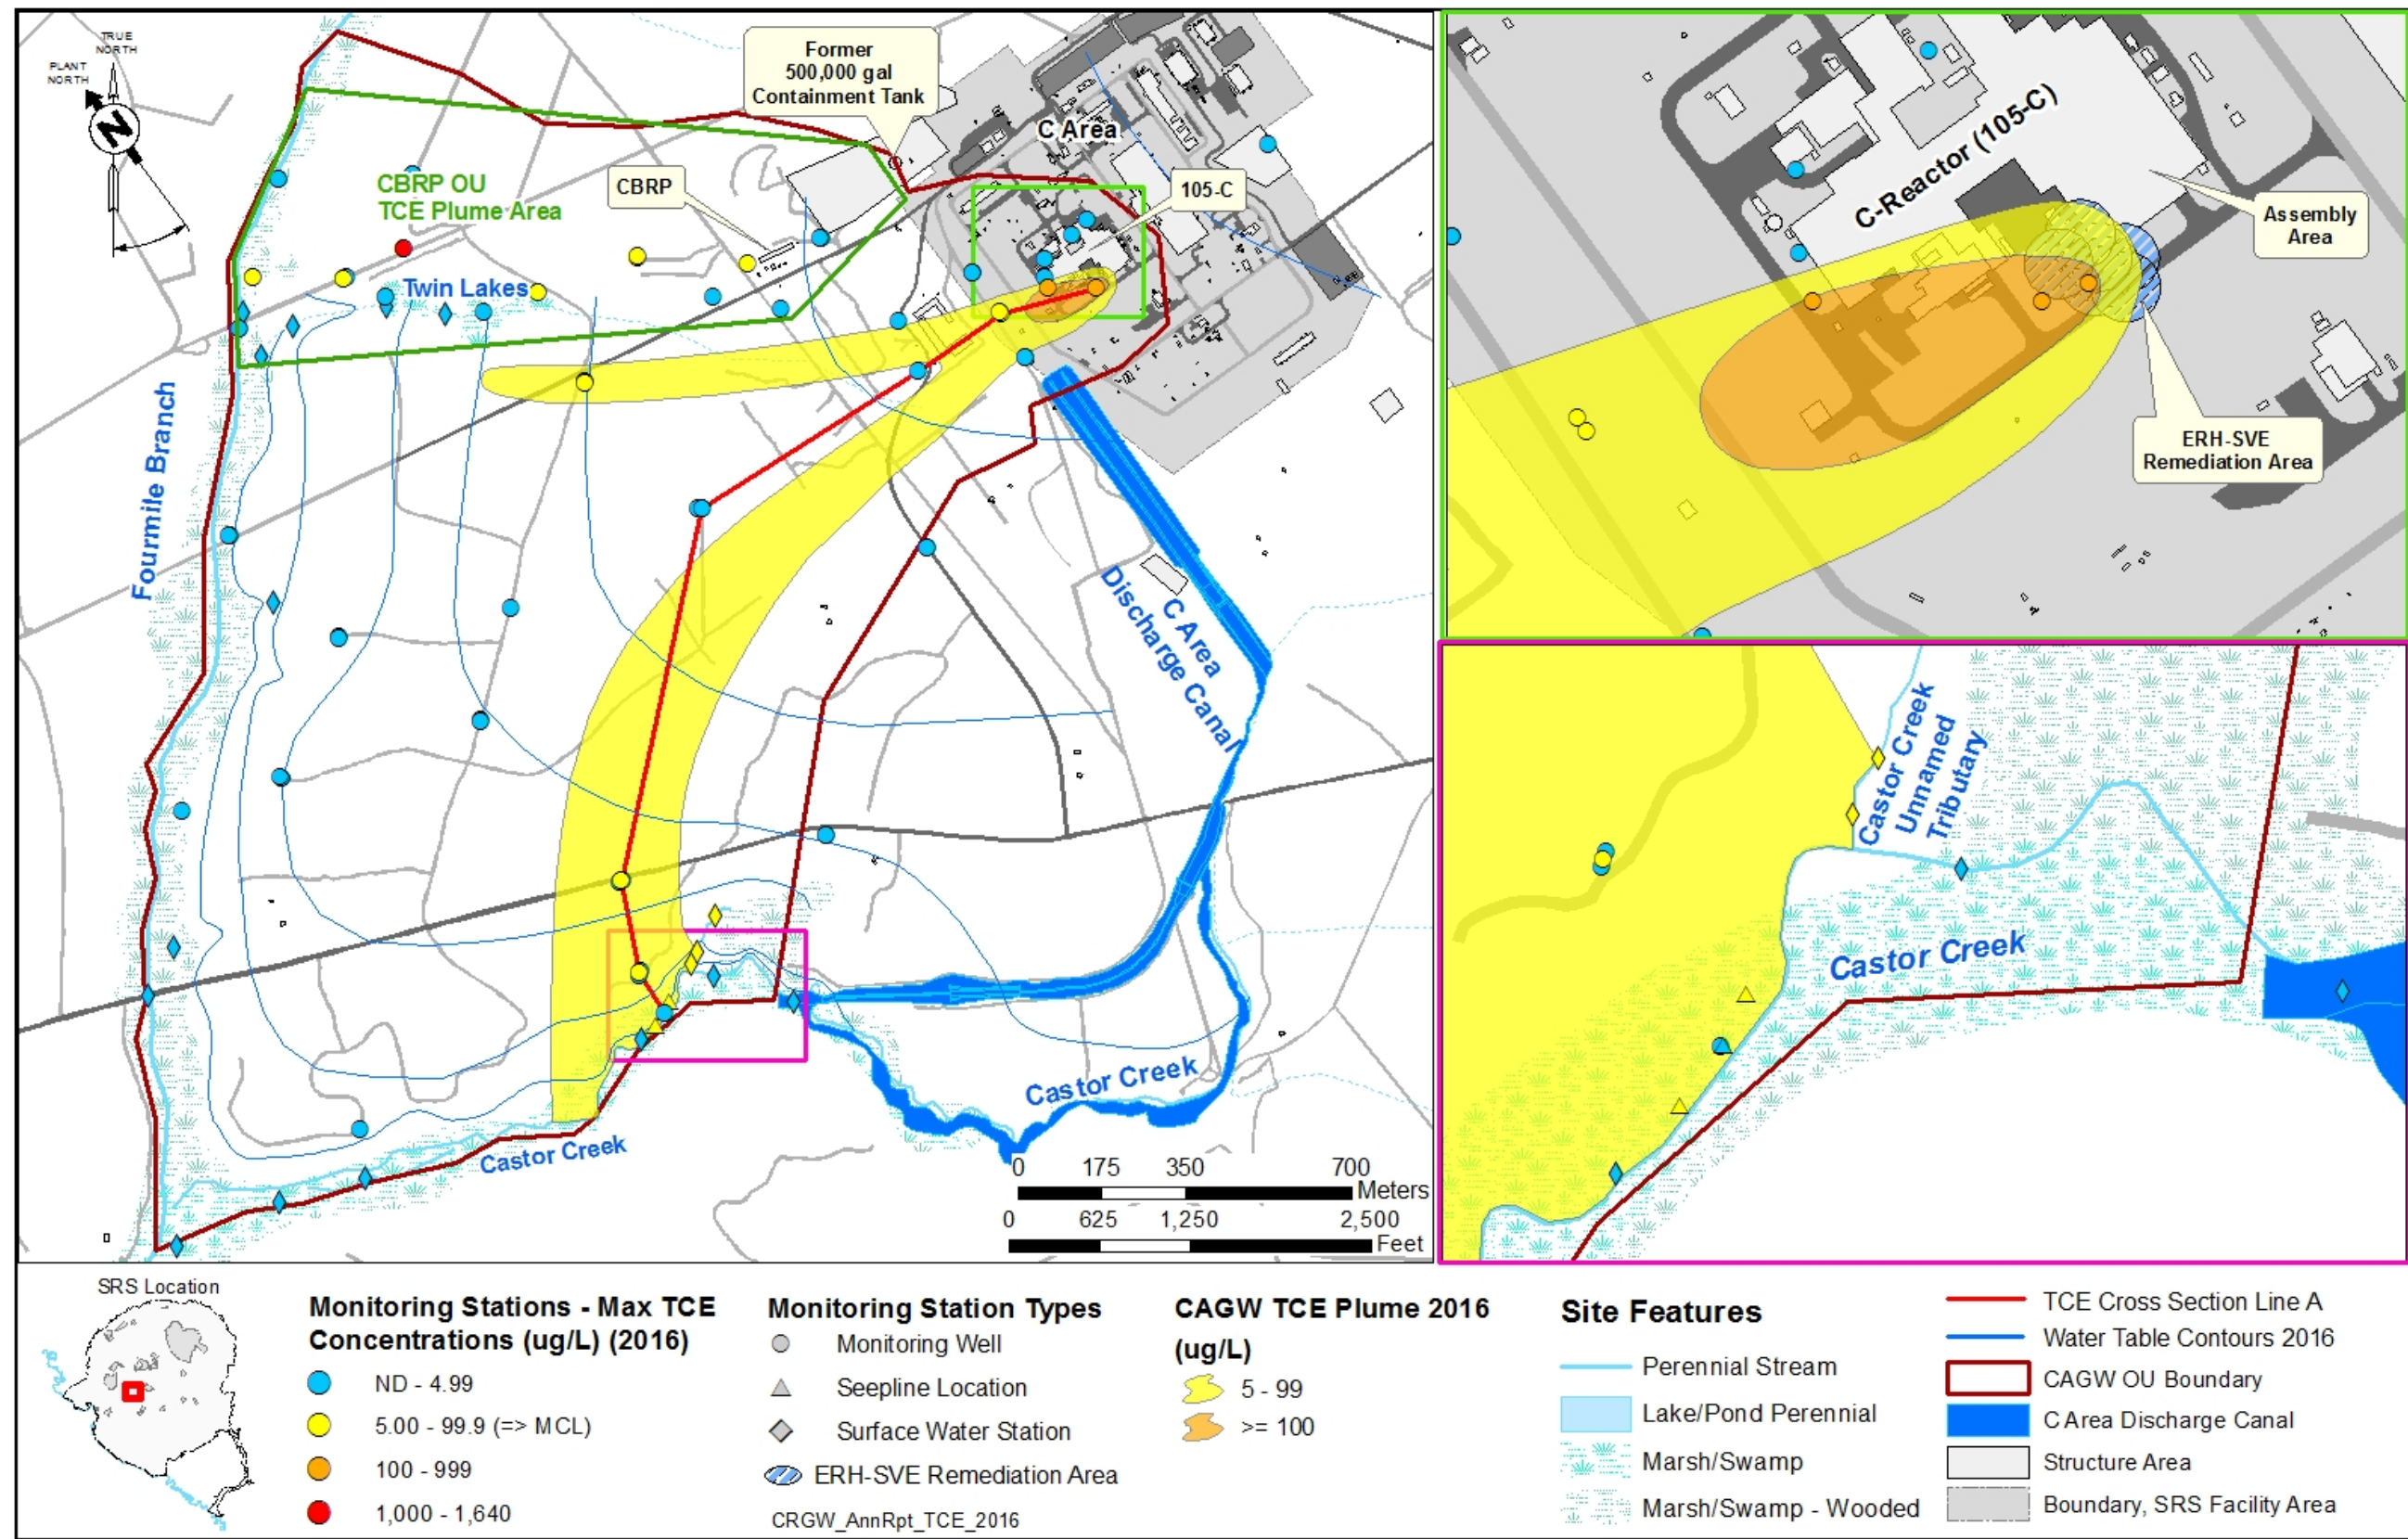 TRUE
NORTH
PLANT
NORTH
N
Former
500,000 gal
Containment Tank
C Area
CBRP OU
TCE Plume Area
CBRP
105-C
Twin Lakes
Fourmile Branch
C Area
Discharge Canal
Castor Creek
Castor Creek
0 175 350 700
Meters
0 625 1,250 2,500
Feet
C-Reactor (105-C)
Assembly
Area
ERH-SVE
Remediation Area
Castor Creek
Unnamed
Tributary
Castor Creek
SRS Location
Monitoring Stations - Max TCE
Concentrations (ug/L) (2016)
ND - 4.99
5.00 - 99.9 (=> MCL)
100 - 999
1,000 - 1,640
Monitoring Station Types
Monitoring Well
Seepline Location
Surface Water Station
ERH-SVE Remediation Area
CRGW_AnnRpt_TCE_2016
CAGW TCE Plume 2016
(ug/L)
5 - 99
>= 100
Site Features
Perennial Stream
Lake/Pond Perennial
Marsh/Swamp
Marsh/Swamp - Wooded
TCE Cross Section Line A
Water Table Contours 2016
CAGW OU Boundary
C Area Discharge Canal
Structure Area
Boundary, SRS Facility Area